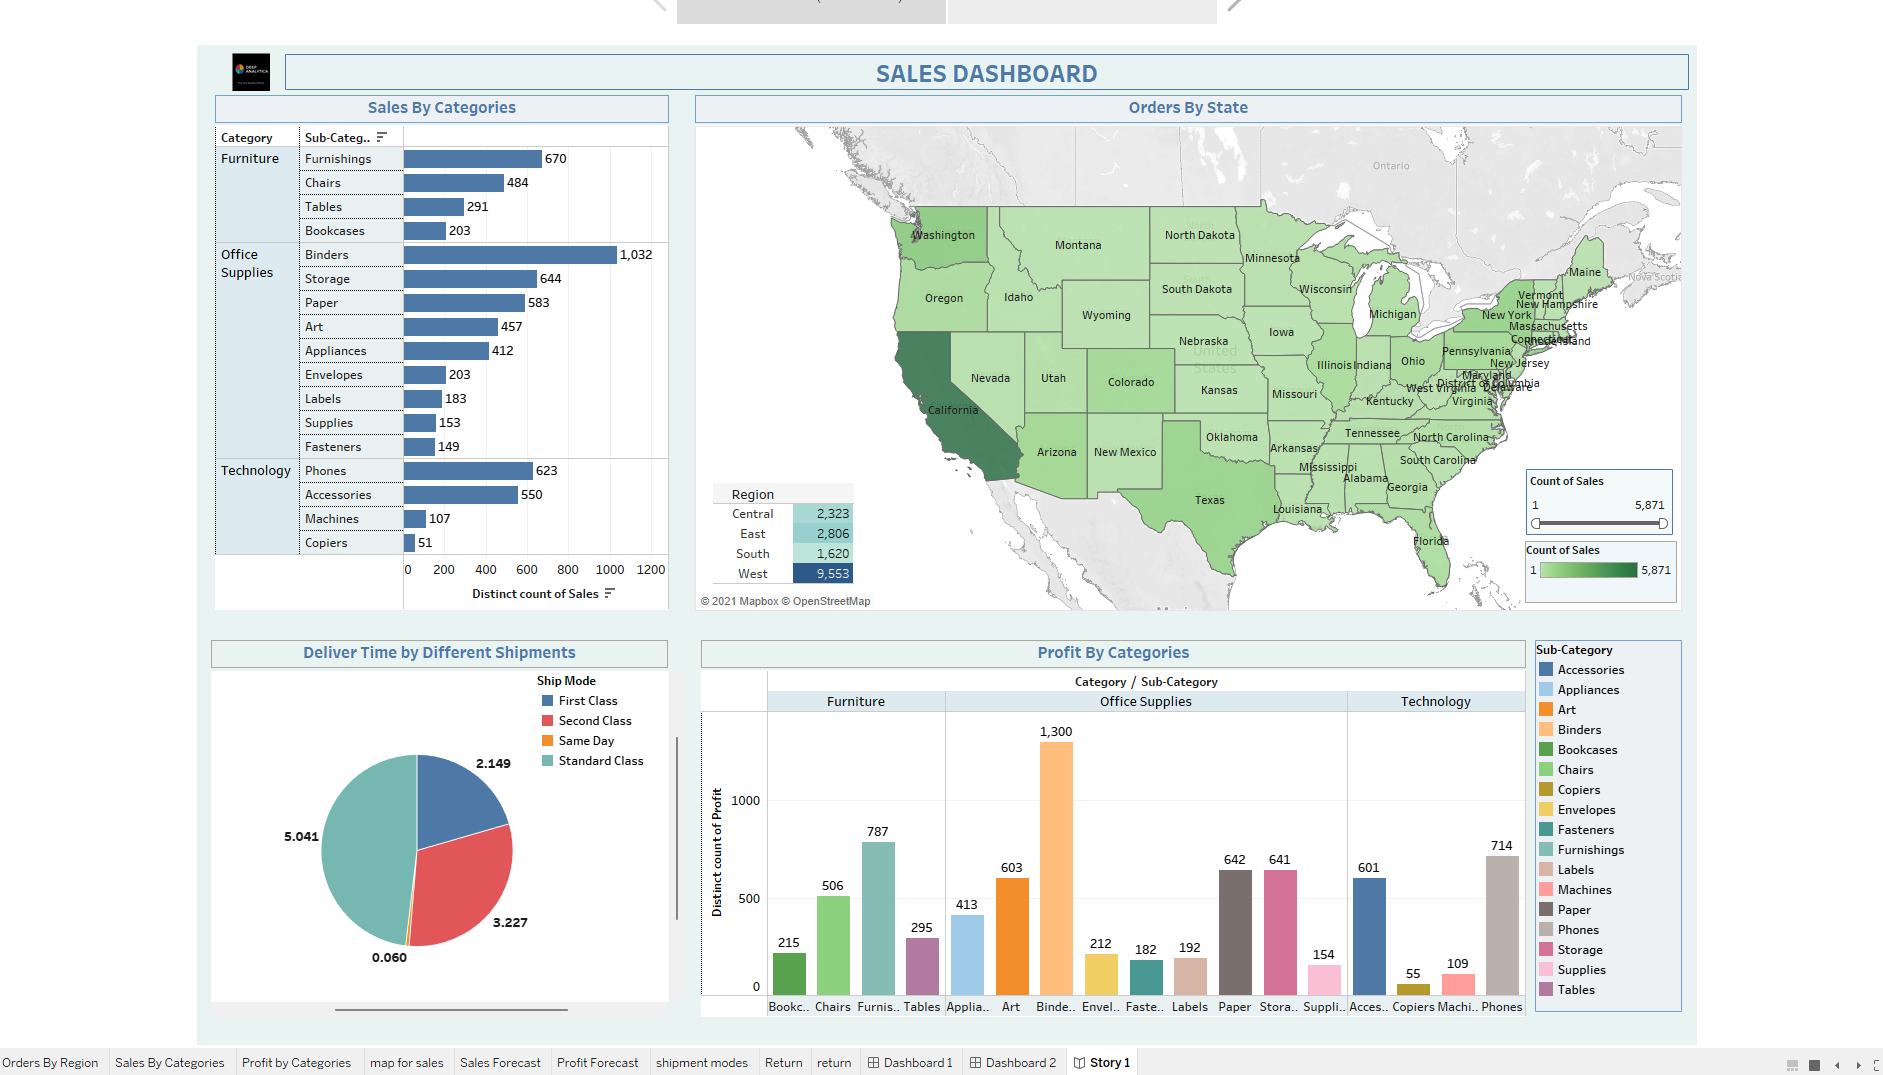 DEEP
ANALYTICA
SALES DASHBOARD
Sales By Categories
Category Sub-Categ..
Furniture Furnishings 670
Chairs 484
Tables 291
Bookcases 203
Office
Supplies
Binders 1,032
Storage 644
Paper 583
Art 457
Appliances 412
Envelopes 203
Labels 183
Supplies 153
Fasteners 149
Technology Phones 623
Accessories 550
Machines 107
Copiers 51
0 200 400 600 800 1000 1200
Distinct count of Sales
Orders By State
Ontario
Nova Scotia
United
States
Washington
Montana
North Dakota
Minnesota
Maine
Oregon
Idaho
South Dakota
Wisconsin
Vermont
New Hampshire
Wyoming
Michigan
New York
Massachusetts
Connecticut
Rhode Island
Iowa
Nebraska
Pennsylvania
New Jersey
Nevada
Utah
Colorado
Illinois
Indiana
Ohio
Maryland
District of Columbia
Delaware
West Virginia
Kansas
Missouri
Kentucky
Virginia
California
Arizona
New Mexico
Oklahoma
Arkansas
Tennessee
North Carolina
South Carolina
Mississippi
Alabama
Georgia
Texas
Louisiana
Florida
Region
Central 2,323
East 2,806
South 1,620
West 9,553
© 2021 Mapbox © OpenStreetMap
Count of Sales
1 5,871
Count of Sales
1 5,871
Deliver Time by Different Shipments
Ship Mode
First Class
Second Class
Same Day
Standard Class
2.149
5.041
3.227
0.060
Profit By Categories
Category / Sub-Category
Furniture Office Supplies Technology
Distinct count of Profit
1000
500
0
215
506
787
295
413
603
1,300
212
182
192
642
641
154
601
55
109
714
Bookc.. Chairs Furnis.. Tables Applia.. Art Binde.. Envel.. Faste.. Labels Paper Stora.. Suppli.. Acces.. Copiers Machi.. Phones
Sub-Category
Accessories
Appliances
Art
Binders
Bookcases
Chairs
Copiers
Envelopes
Fasteners
Furnishings
Labels
Machines
Paper
Phones
Storage
Supplies
Tables
Orders By Region Sales By Categories Profit by Categories map for sales Sales Forecast Profit Forecast shipment modes Return return Dashboard 1 Dashboard 2 Story 1